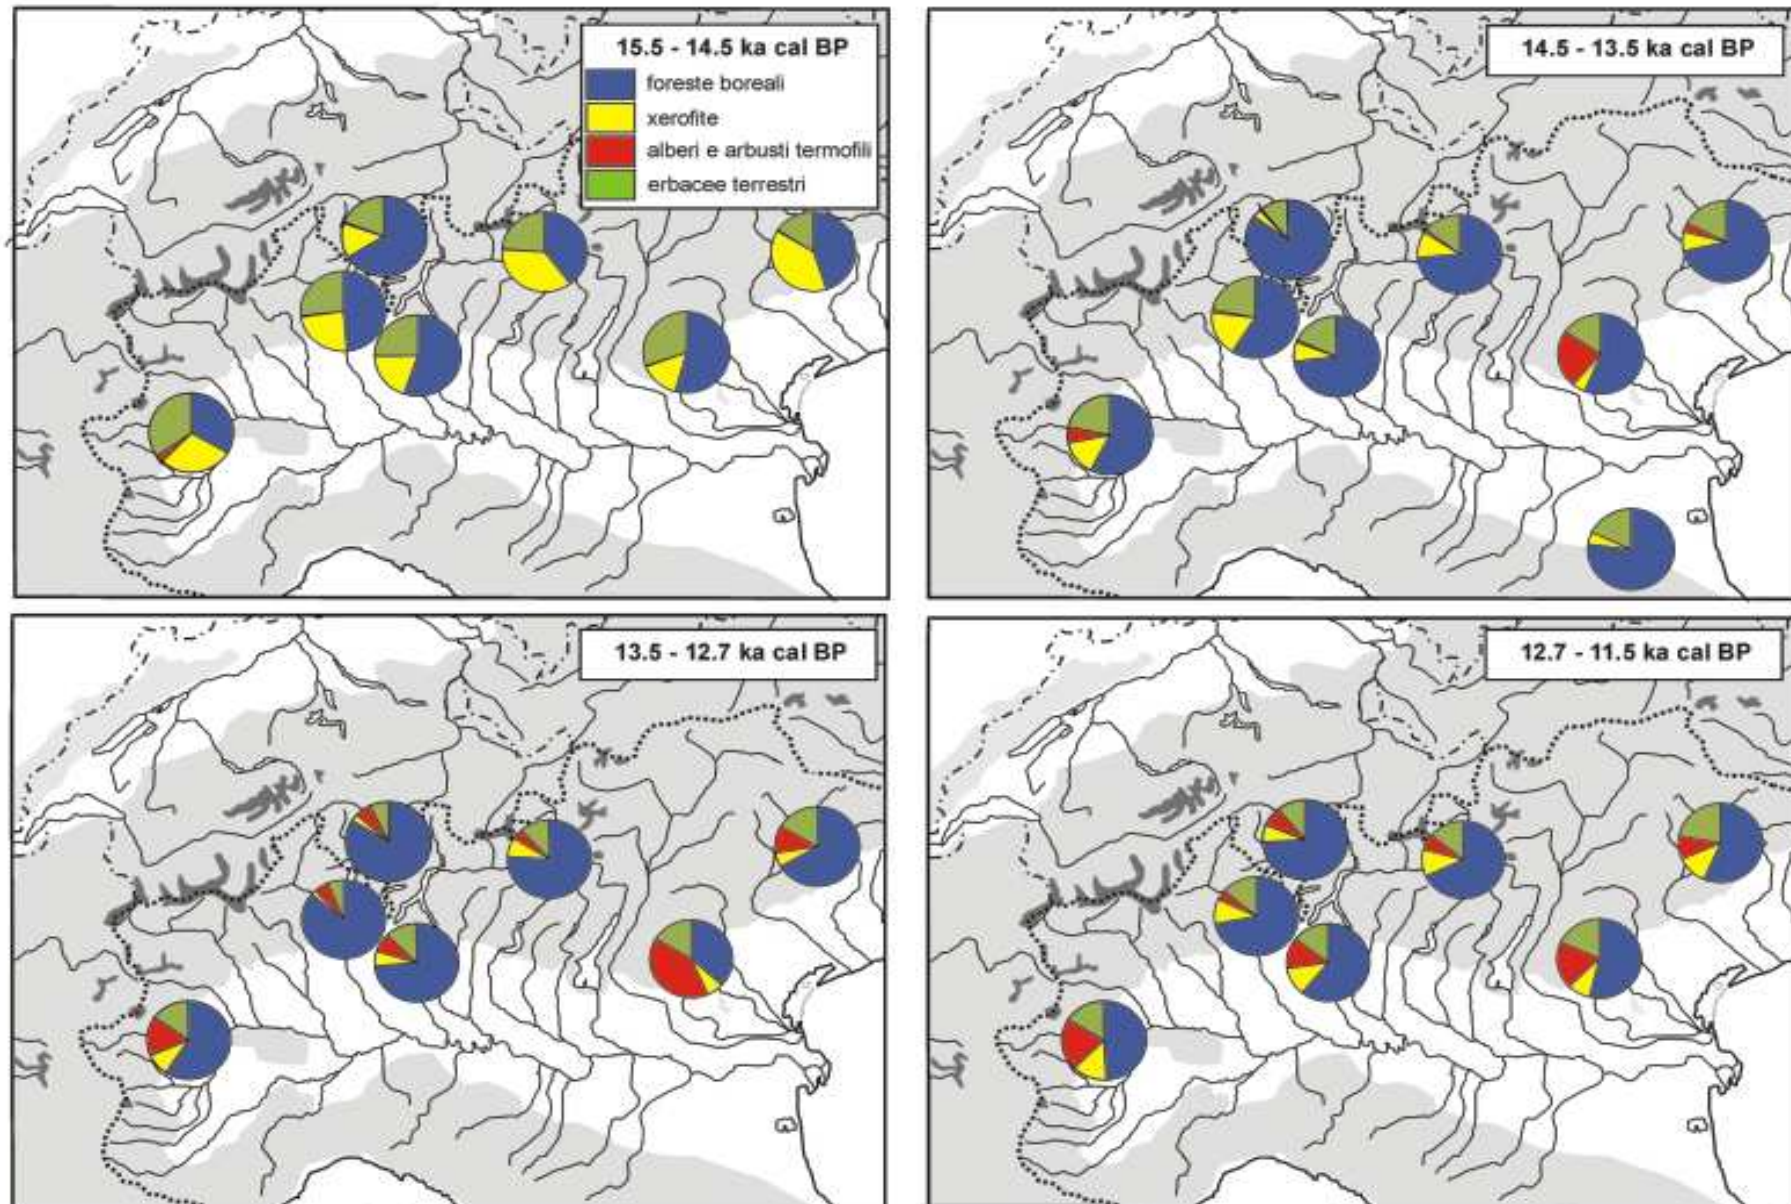 15.5 - 14.5 ka cal BP
foreste boreali
xerofite
alberi e arbusti termofili
erbacee terrestri
14.5 - 13.5 ka cal BP
13.5 - 12.7 ka cal BP
12.7 - 11.5 ka cal BP